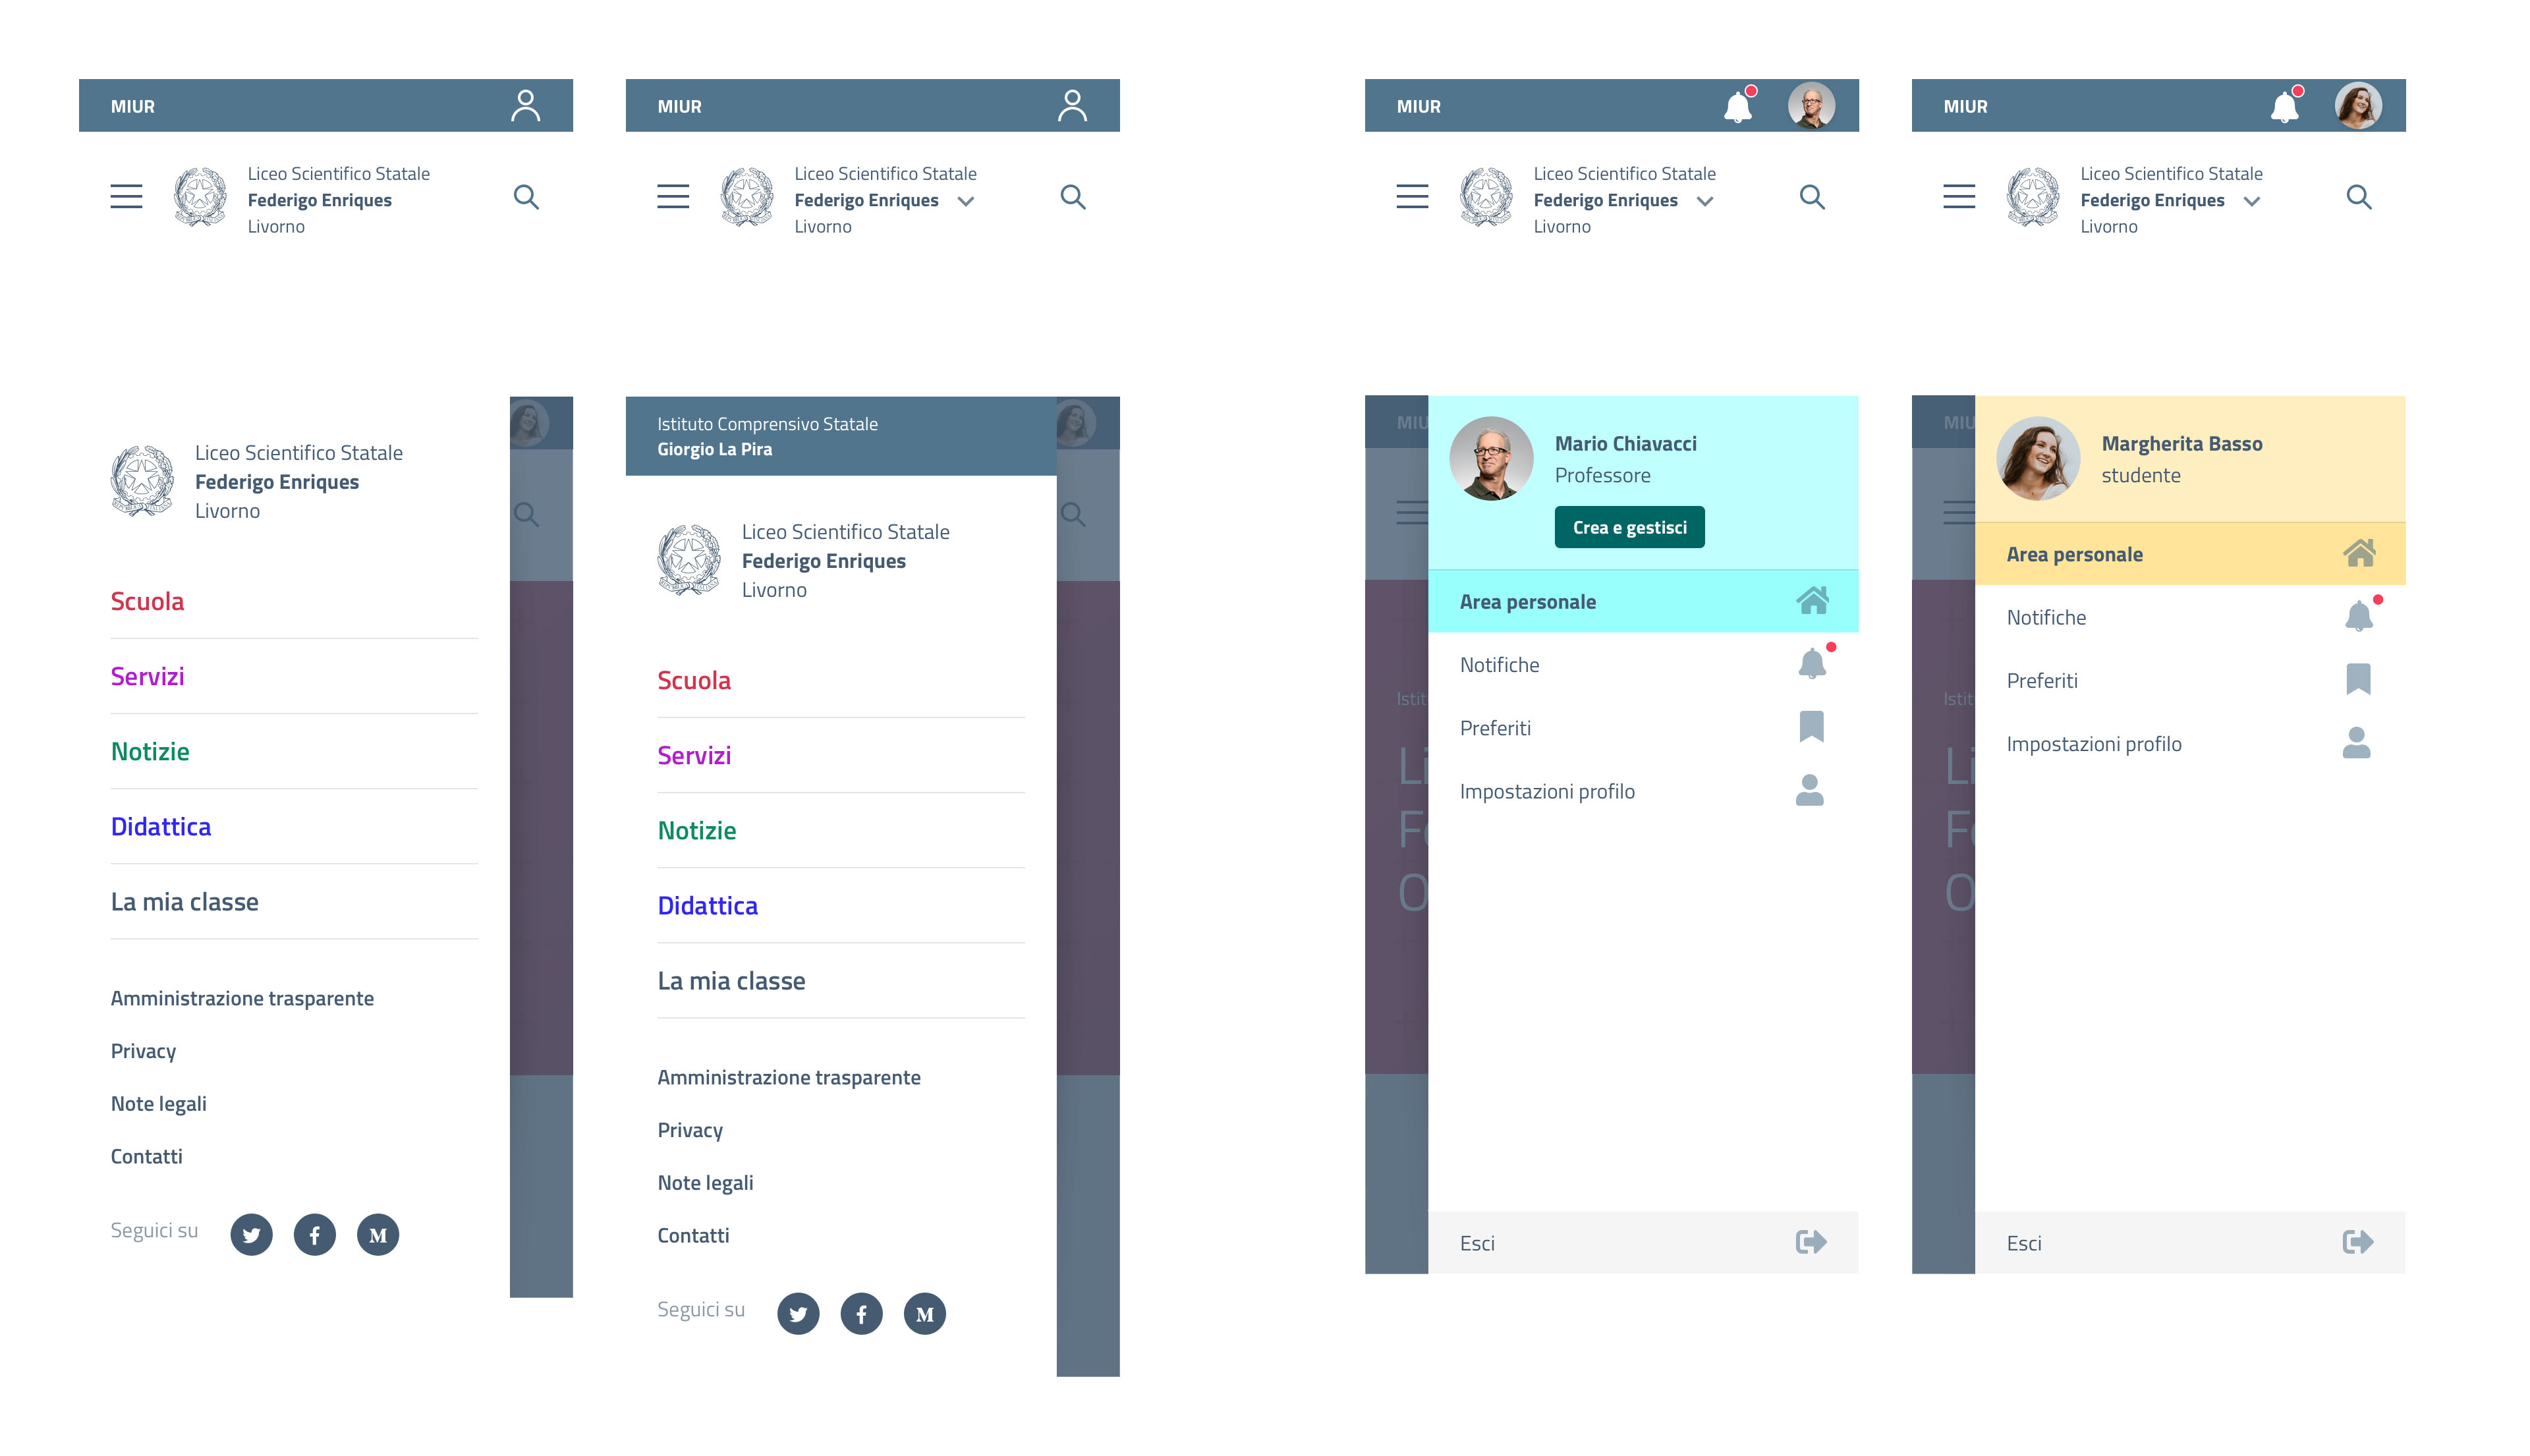 MIUR
Liceo Scientifico Statale
Federigo Enriques
Livorno
MIUR
Liceo Scientifico Statale
Federigo Enriques
Livorno
MIUR
Liceo Scientifico Statale
Federigo Enriques
Livorno
MIUR
Liceo Scientifico Statale
Federigo Enriques
Livorno
Liceo Scientifico Statale
Federigo Enriques
Livorno
Scuola
Servizi
Notizie
Didattica
La mia classe
Amministrazione trasparente
Privacy
Note legali
Contatti
Seguici su
M
Istituto Comprensivo Statale
Giorgio La Pira
Liceo Scientifico Statale
Federigo Enriques
Livorno
Scuola
Servizi
Notizie
Didattica
La mia classe
Amministrazione trasparente
Privacy
Note legali
Contatti
Seguici su
M
MIU
Istit
Li
Fe
O
Mario Chiavacci
Professore
Crea e gestisci
Area personale
Notifiche
Preferiti
Impostazioni profilo
Esci
MIU
Istit
Li
Fe
O
Margherita Basso
studente
Area personale
Notifiche
Preferiti
Impostazioni profilo
Esci